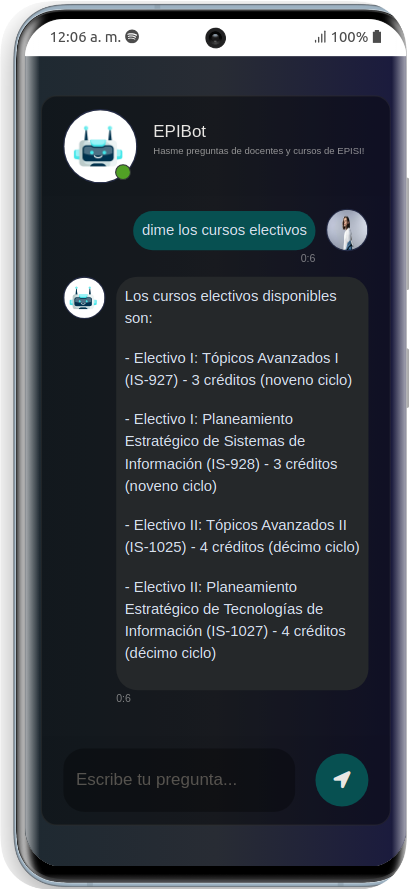 12:06 a. m. 100%
EPIBot
Hasme preguntas de docentes y cursos de EPISI!
dime los cursos electivos
0:6
Los cursos electivos disponibles
son:
- Electivo I: Tópicos Avanzados I
(IS-927) - 3 créditos (noveno ciclo)
- Electivo I: Planeamiento
Estratégico de Sistemas de
Información (IS-928) - 3 créditos
(noveno ciclo)
- Electivo II: Tópicos Avanzados II
(IS-1025) - 4 créditos (décimo ciclo)
- Electivo II: Planeamiento
Estratégico de Tecnologías de
Información (IS-1027) - 4 créditos
(décimo ciclo)
0:6
Escribe tu pregunta...